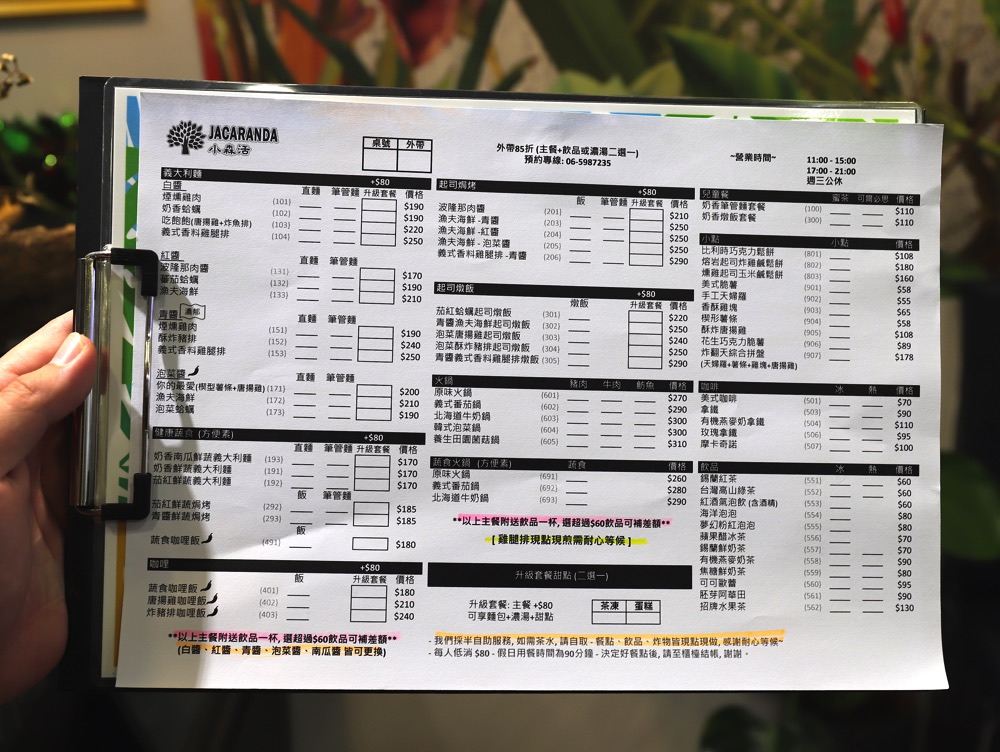 JACARANDA
小森活
桌號 外帶
外帶85折 (主餐+飲品或濃湯二選一)
預約專線: 06-5987235
~營業時間~
11:00 - 15:00
17:00 - 21:00
週三公休
義大利麵 +$80
白醬 直麵 筆管麵 升級套餐 價格
煙燻雞肉 (101) $190
奶香蛤蠣 (102) $190
吃飽飽(唐揚雞+炸魚排) (103) $220
義式香料雞腿排 (104) $250
紅醬 直麵 筆管麵
波隆那肉醬 (131) $170
蕃茄蛤蠣 (132) $190
漁夫海鮮 (133) $210
青醬 濃郁 直麵 筆管麵
煙燻雞肉 (151) $190
酥炸豬排 (152) $240
義式香料雞腿排 (153) $250
泡菜醬 直麵 筆管麵
你的最愛(楔型薯條+唐揚雞)(171) $200
漁夫海鮮 (172) $210
泡菜蛤蠣 (173) $190
健康蔬食 (方便素) +$80
直麵 筆管麵 升級套餐 價格
奶香南瓜鮮蔬義大利麵 (193) $170
奶香鮮蔬義大利麵 (191) $170
茄紅鮮蔬義大利麵 (192) $170
飯 筆管麵
茄紅鮮蔬焗烤 (292) $185
青醬鮮蔬焗烤 (293) $185
飯
蔬食咖哩飯 (491) $180
咖哩 +$80
飯 升級套餐 價格
蔬食咖哩飯 (401) $180
唐揚雞咖哩飯 (402) $210
炸豬排咖哩飯 (403) $240
**以上主餐附送飲品一杯, 選超過$60飲品可補差額**
(白醬、紅醬、青醬、泡菜醬、南瓜醬 皆可更換)
起司焗烤 +$80
飯 筆管麵 升級套餐 價格
波隆那肉醬 (201) $210
漁夫海鮮 -青醬 (203) $250
漁夫海鮮 -紅醬 (204) $250
漁夫海鮮 - 泡菜醬 (205) $250
義式香料雞腿排 -青醬 (206) $290
起司燉飯 +$80
燉飯 升級套餐 價格
茄紅蛤蠣起司燉飯 (301) $220
青醬漁夫海鮮起司燉飯 (302) $250
泡菜唐揚雞起司燉飯 (303) $240
泡菜酥炸豬排起司燉飯 (304) $250
青醬義式香料雞腿排燉飯 (305) $290
火鍋 豬肉 牛肉 魴魚 價格
原味火鍋 (601) $270
義式蕃茄鍋 (602) $290
北海道牛奶鍋 (603) $300
韓式泡菜鍋 (604) $300
養生田園菌菇鍋 (605) $310
蔬食火鍋 (方便素) 蔬食 價格
原味火鍋 (691) $260
義式蕃茄鍋 (692) $280
北海道牛奶鍋 (693) $290
**以上主餐附送飲品一杯, 選超過$60飲品可補差額**
[ 雞腿排現點現煎需耐心等候 ]
升級套餐甜點 (二選一)
升級套餐: 主餐 +$80
可享麵包+濃湯+甜點
茶凍 蛋糕
- 我們採半自助服務, 如需茶水, 請自取 - 餐點、飲品、炸物皆現點現做, 感謝耐心等候~
- 每人低消 $80 - 假日用餐時間為90分鐘 - 決定好餐點後, 請至櫃檯結帳, 謝謝。
兒童餐 蜜茶 可爾必思 價格
奶香筆管麵套餐 (100) $110
奶香燉飯套餐 (300) $110
小點 小點 價格
比利時巧克力鬆餅 (801) $108
熔岩起司炸雞鹹鬆餅 (802) $180
燻雞起司玉米鹹鬆餅 (803) $160
美式脆薯 (901) $58
手工天婦羅 (902) $55
香酥雞塊 (903) $65
楔形薯條 (904) $58
酥炸唐揚雞 (905) $108
花生巧克力脆薯 (906) $89
炸翻天綜合拼盤 (907) $178
(天婦羅+薯條+雞塊+唐揚雞)
咖啡 冰 熱 價格
美式咖啡 (501) $70
拿鐵 (503) $90
有機燕麥奶拿鐵 (504) $110
玫瑰拿鐵 (506) $95
摩卡奇諾 (507) $100
飲品 冰 熱 價格
錫蘭紅茶 (551) $60
台灣高山綠茶 (552) $60
紅酒氣泡飲 (含酒精) (553) $60
海洋泡泡 (554) $80
夢幻粉紅泡泡 (555) $80
蘋果醋冰茶 (556) $70
錫蘭鮮奶茶 (557) $70
有機燕麥奶茶 (558) $90
焦糖鮮奶茶 (559) $80
可可歐蕾 (560) $95
胚芽阿華田 (561) $90
招牌水果茶 (562) $130